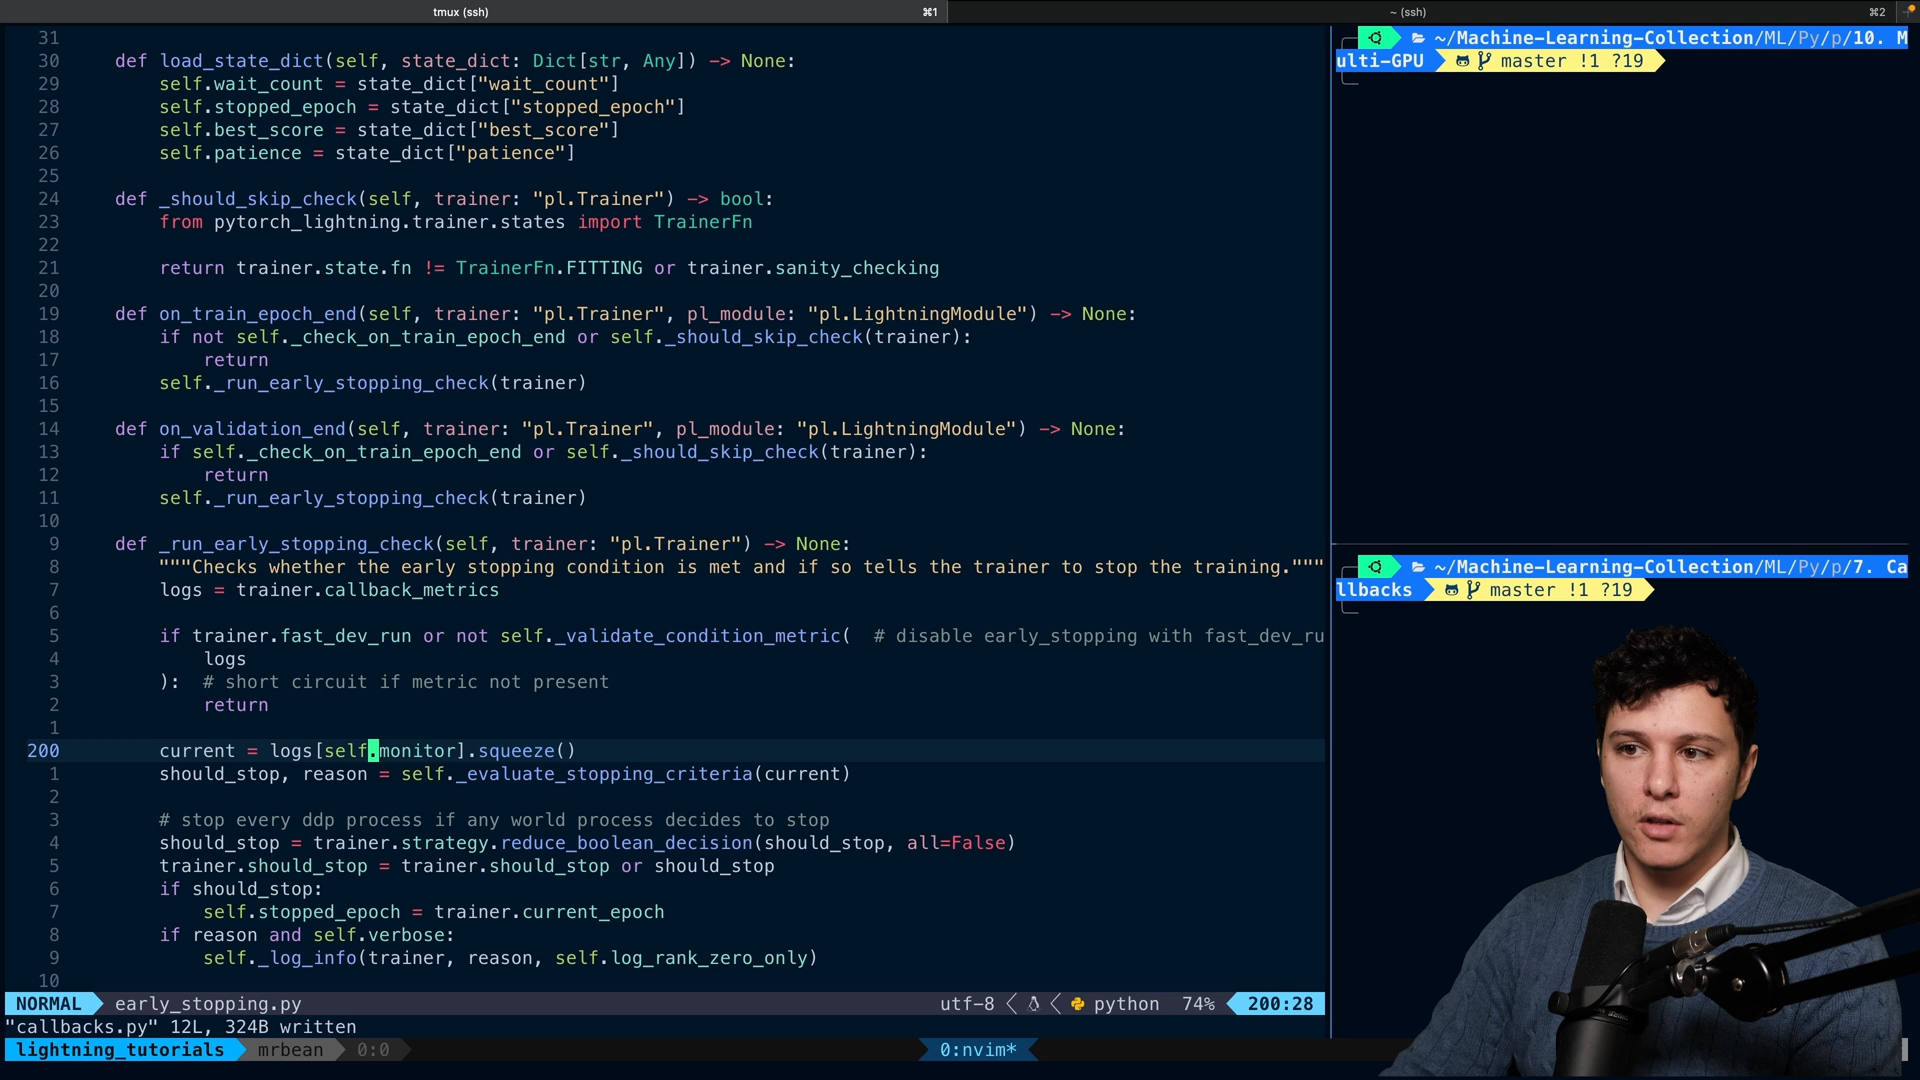 tmux (ssh) ⌘1 ~ (ssh) ⌘2
31
30 def load_state_dict(self, state_dict: Dict[str, Any]) -> None:
29 self.wait_count = state_dict["wait_count"]
28 self.stopped_epoch = state_dict["stopped_epoch"]
27 self.best_score = state_dict["best_score"]
26 self.patience = state_dict["patience"]
25
24 def _should_skip_check(self, trainer: "pl.Trainer") -> bool:
23 from pytorch_lightning.trainer.states import TrainerFn
22
21 return trainer.state.fn != TrainerFn.FITTING or trainer.sanity_checking
20
19 def on_train_epoch_end(self, trainer: "pl.Trainer", pl_module: "pl.LightningModule") -> None:
18 if not self._check_on_train_epoch_end or self._should_skip_check(trainer):
17 return
16 self._run_early_stopping_check(trainer)
15
14 def on_validation_end(self, trainer: "pl.Trainer", pl_module: "pl.LightningModule") -> None:
13 if self._check_on_train_epoch_end or self._should_skip_check(trainer):
12 return
11 self._run_early_stopping_check(trainer)
10
9 def _run_early_stopping_check(self, trainer: "pl.Trainer") -> None:
8 """Checks whether the early stopping condition is met and if so tells the trainer to stop the training."""
7 logs = trainer.callback_metrics
6
5 if trainer.fast_dev_run or not self._validate_condition_metric( # disable early_stopping with fast_dev_ru
4 logs
3 ): # short circuit if metric not present
2 return
1
200 current = logs[self.monitor].squeeze()
1 should_stop, reason = self._evaluate_stopping_criteria(current)
2
3 # stop every ddp process if any world process decides to stop
4 should_stop = trainer.strategy.reduce_boolean_decision(should_stop, all=False)
5 trainer.should_stop = trainer.should_stop or should_stop
6 if should_stop:
7 self.stopped_epoch = trainer.current_epoch
8 if reason and self.verbose:
9 self._log_info(trainer, reason, self.log_rank_zero_only)
10
NORMAL early_stopping.py utf-8 < < python 74% 200:28
"callbacks.py" 12L, 324B written
lightning_tutorials mrbean 0:0 0:nvim*
~/Machine-Learning-Collection/ML/Py/p/10. M
ulti-GPU master !1 ?19
~/Machine-Learning-Collection/ML/Py/p/7. Ca
llbacks master !1 ?19